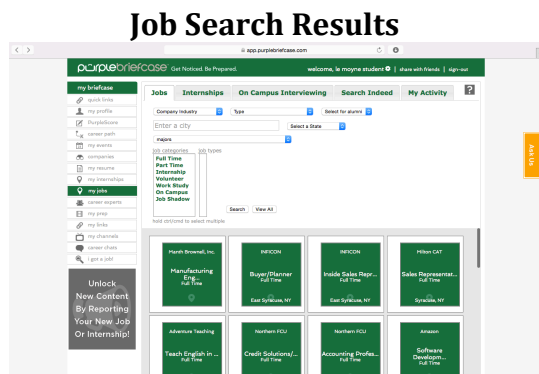 Job Search Results
app.purplebriefcase.com
purplebriefcase Get Noticed. Be Prepared.
welcome, le moyne student | share with friends | sign-out
my briefcase
quick links
my profile
PurpleScore
career path
my events
companies
my resume
my internships
my jobs
career experts
my prep
my links
my channels
career chats
i got a job!
Unlock
New Content
By Reporting
Your New Job
Or Internship!
Jobs Internships On Campus Interviewing Search Indeed My Activity ?
Company Industry Type Select for alumni
Enter a city Select a State
majors
job categories job types
Full Time
Part Time
Internship
Volunteer
Work Study
On Campus
Job Shadow
Search View All
hold ctrl/cmd to select multiple
Marsh Brownell, Inc.
Manufacturing
Eng...
Full Time
INFICON
Buyer/Planner
Full Time
East Syracuse, NY
INFICON
Inside Sales Repr...
Full Time
East Syracuse, NY
Milton CAT
Sales Representat...
Full Time
Syracuse, NY
Adventure Teaching
Teach English in ...
Full Time
Northern FCU
Credit Solutions/...
Full Time
Northern FCU
Accounting Profes...
Full Time
Amazon
Software
Developm...
Full Time
Ask Us